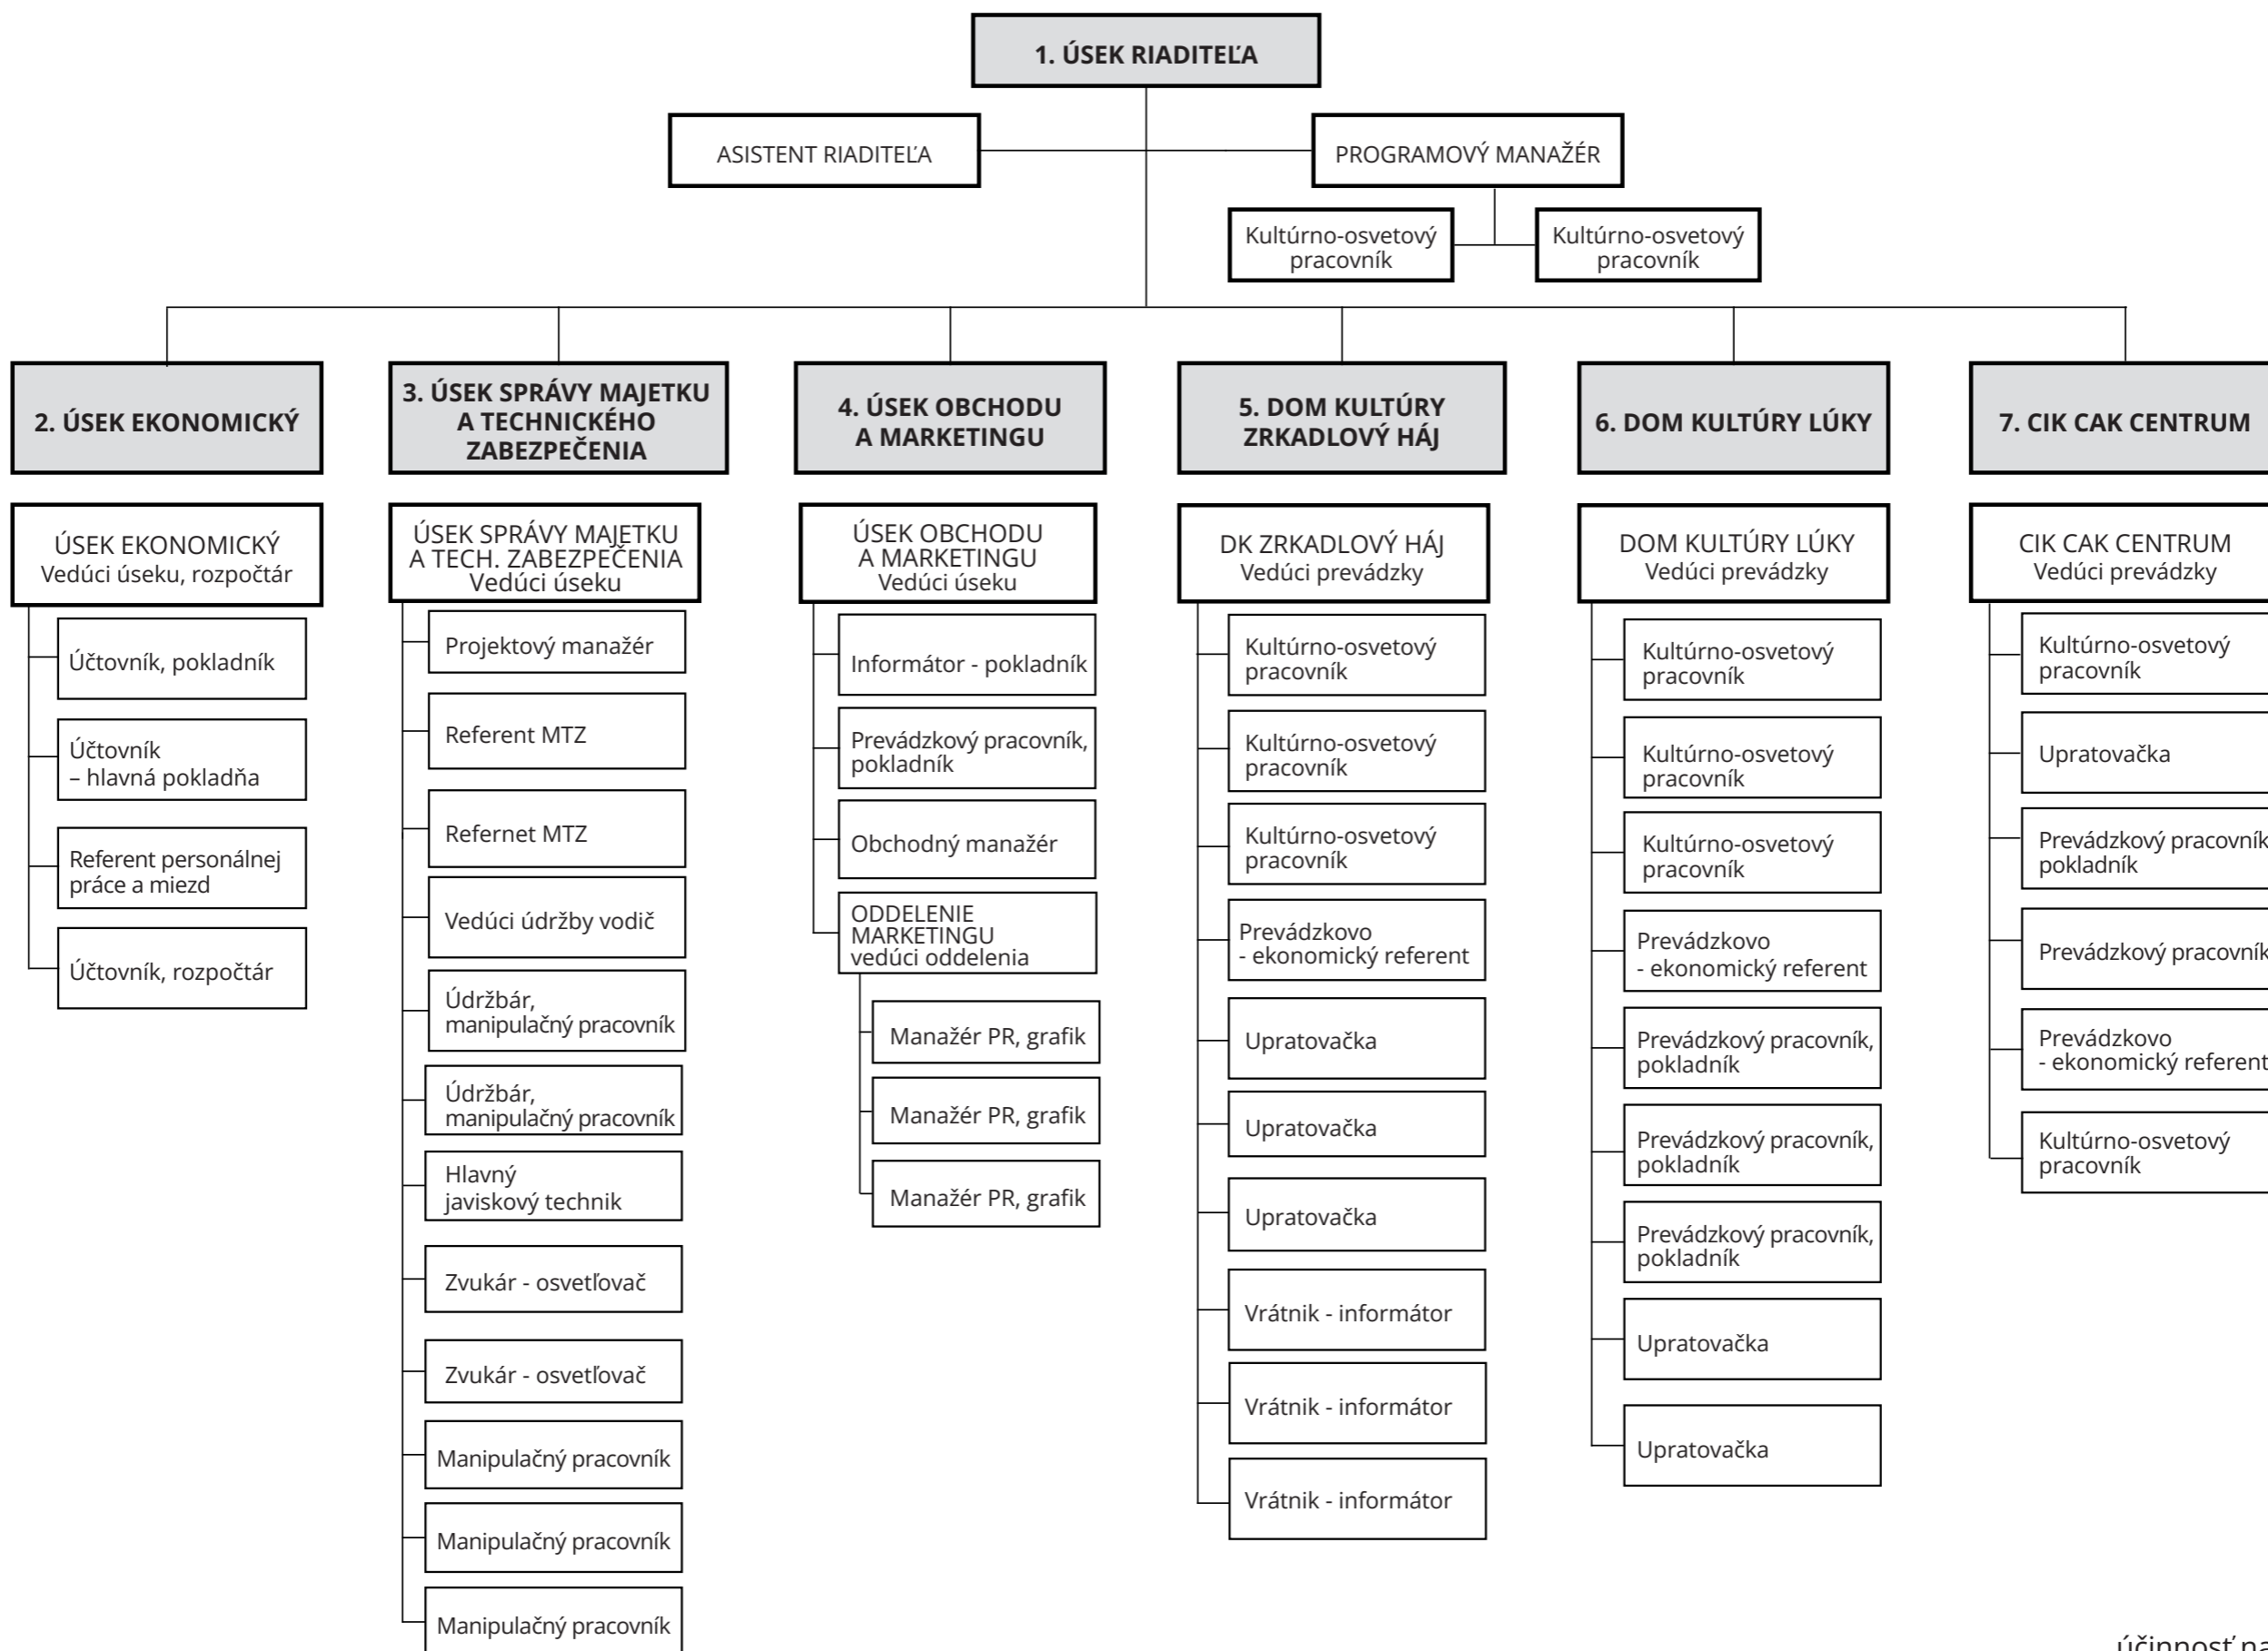 1. ÚSEK RIADITEĽA
ASISTENT RIADITEĽA
PROGRAMOVÝ MANAŽÉR
Kultúrno-osvetový
pracovník
Kultúrno-osvetový
pracovník
2. ÚSEK EKONOMICKÝ
3. ÚSEK SPRÁVY MAJETKU
A TECHNICKÉHO
ZABEZPEČENIA
4. ÚSEK OBCHODU
A MARKETINGU
5. DOM KULTÚRY
ZRKADLOVÝ HÁJ
6. DOM KULTÚRY LÚKY
7. CIK CAK CENTRUM
ÚSEK EKONOMICKÝ
Vedúci úseku, rozpočtár
Účtovník, pokladník
Účtovník
– hlavná pokladňa
Referent personálnej
práce a miezd
Účtovník, rozpočtár
ÚSEK SPRÁVY MAJETKU
A TECH. ZABEZPEČENIA
Vedúci úseku
Projektový manažér
Referent MTZ
Refernet MTZ
Vedúci údržby vodič
Údržbár,
manipulačný pracovník
Údržbár,
manipulačný pracovník
Hlavný
javiskový technik
Zvukár - osvetľovač
Zvukár - osvetľovač
Manipulačný pracovník
Manipulačný pracovník
Manipulačný pracovník
ÚSEK OBCHODU
A MARKETINGU
Vedúci úseku
Informátor - pokladník
Prevádzkový pracovník,
pokladník
Obchodný manažér
ODDELENIE
MARKETINGU
vedúci oddelenia
Manažér PR, grafik
Manažér PR, grafik
Manažér PR, grafik
DK ZRKADLOVÝ HÁJ
Vedúci prevádzky
Kultúrno-osvetový
pracovník
Kultúrno-osvetový
pracovník
Kultúrno-osvetový
pracovník
Prevádzkovo
- ekonomický referent
Upratovačka
Upratovačka
Upratovačka
Vrátnik - informátor
Vrátnik - informátor
Vrátnik - informátor
DOM KULTÚRY LÚKY
Vedúci prevádzky
Kultúrno-osvetový
pracovník
Kultúrno-osvetový
pracovník
Kultúrno-osvetový
pracovník
Prevádzkovo
- ekonomický referent
Prevádzkový pracovník,
pokladník
Prevádzkový pracovník,
pokladník
Prevádzkový pracovník,
pokladník
Upratovačka
Upratovačka
CIK CAK CENTRUM
Vedúci prevádzky
Kultúrno-osvetový
pracovník
Upratovačka
Prevádzkový pracovník
pokladník
Prevádzkový pracovník
Prevádzkovo
- ekonomický referent
Kultúrno-osvetový
pracovník
účinnosť